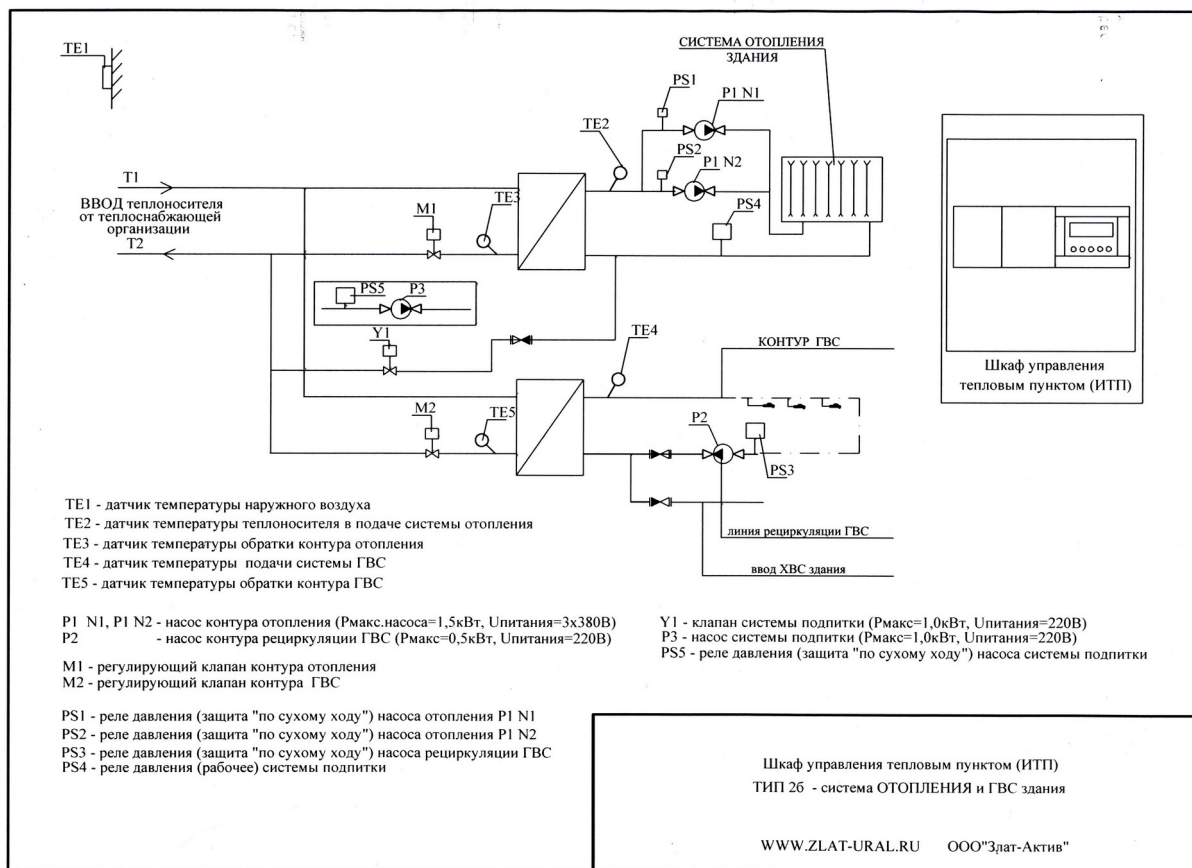 TE1
СИСТЕМА ОТОПЛЕНИЯ
ЗДАНИЯ
PS1
P1 N1
TE2
PS2
P1 N2
T1
ВВОД теплоносителя
от теплоснабжающей
организации
T2
M1
TE3
PS4
PS5
P3
Y1
TE4
КОНТУР ГВС
Шкаф управления
тепловым пунктом (ИТП)
M2
TE5
P2
PS3
линия рециркуляции ГВС
ввод ХВС здания
TE1 - датчик температуры наружного воздуха
TE2 - датчик температуры теплоносителя в подаче системы отопления
TE3 - датчик температуры обратки контура отопления
TE4 - датчик температуры подачи системы ГВС
TE5 - датчик температуры обратки контура ГВС
P1 N1, P1 N2 - насос контура отопления (Pмакс.насоса=1,5кВт, Uпитания=3x380В)
P2 - насос контура рециркуляции ГВС (Pмакс=0,5кВт, Uпитания=220В)
M1 - регулирующий клапан контура отопления
M2 - регулирующий клапан контура ГВС
PS1 - реле давления (защита "по сухому ходу") насоса отопления P1 N1
PS2 - реле давления (защита "по сухому ходу") насоса отопления P1 N2
PS3 - реле давления (защита "по сухому ходу") насоса рециркуляции ГВС
PS4 - реле давления (рабочее) системы подпитки
Y1 - клапан системы подпитки (Pмакс=1,0кВт, Uпитания=220В)
P3 - насос системы подпитки (Pмакс=1,0кВт, Uпитания=220В)
PS5 - реле давления (защита "по сухому ходу") насоса системы подпитки
Шкаф управления тепловым пунктом (ИТП)
ТИП 2б - система ОТОПЛЕНИЯ и ГВС здания
WWW.ZLAT-URAL.RU ООО"Злат-Актив"